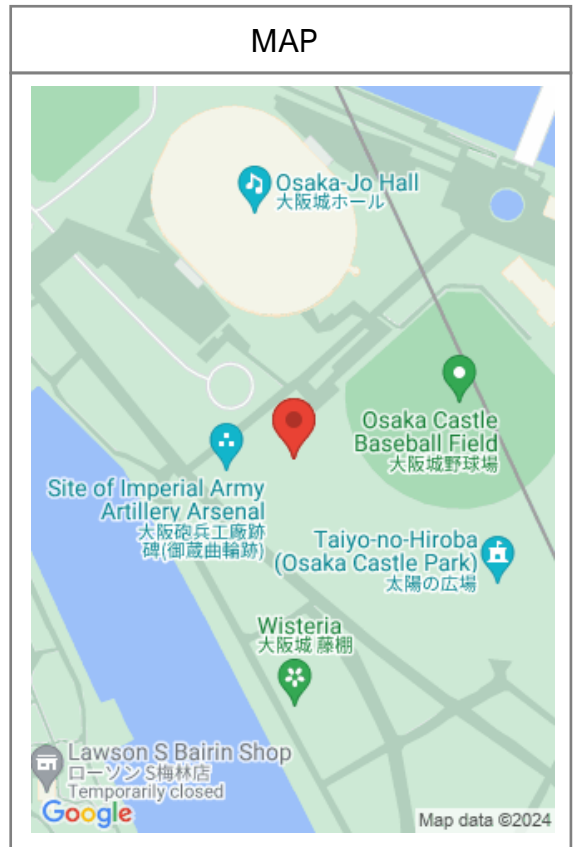 MAP
Osaka-Jo Hall
大阪城ホール
Osaka Castle
Baseball Field
大阪城野球場
Site of Imperial Army
Artillery Arsenal
大阪砲兵工廠跡
碑(御蔵曲輪跡)
Taiyo-no-Hiroba
(Osaka Castle Park)
太陽の広場
Wisteria
大阪城 藤棚
Lawson S Bairin Shop
ローソン S梅林店
Temporarily closed
Google
Map data ©2024